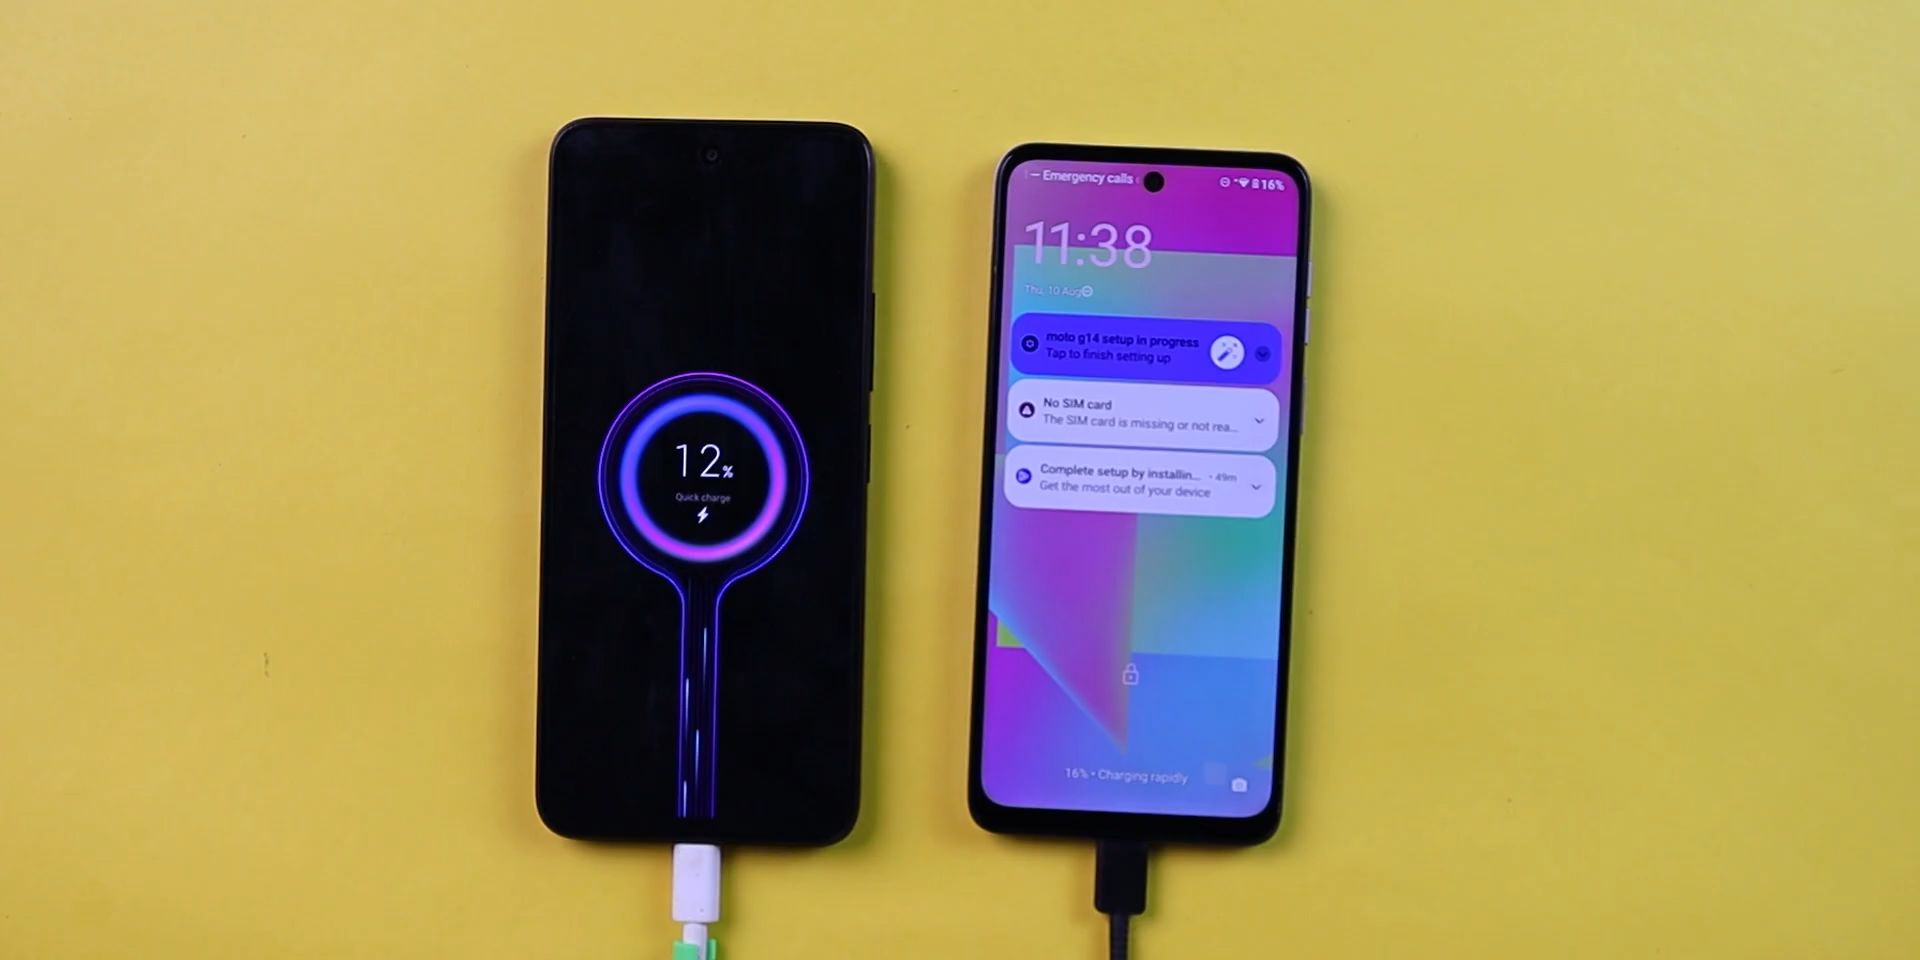 12%
Quick charge
— Emergency calls
16%
11:38
Thu, 10 Aug
moto g14 setup in progress
Tap to finish setting up
No SIM card
The SIM card is missing or not rea...
Complete setup by installin... • 49m
Get the most out of your device
16% • Charging rapidly